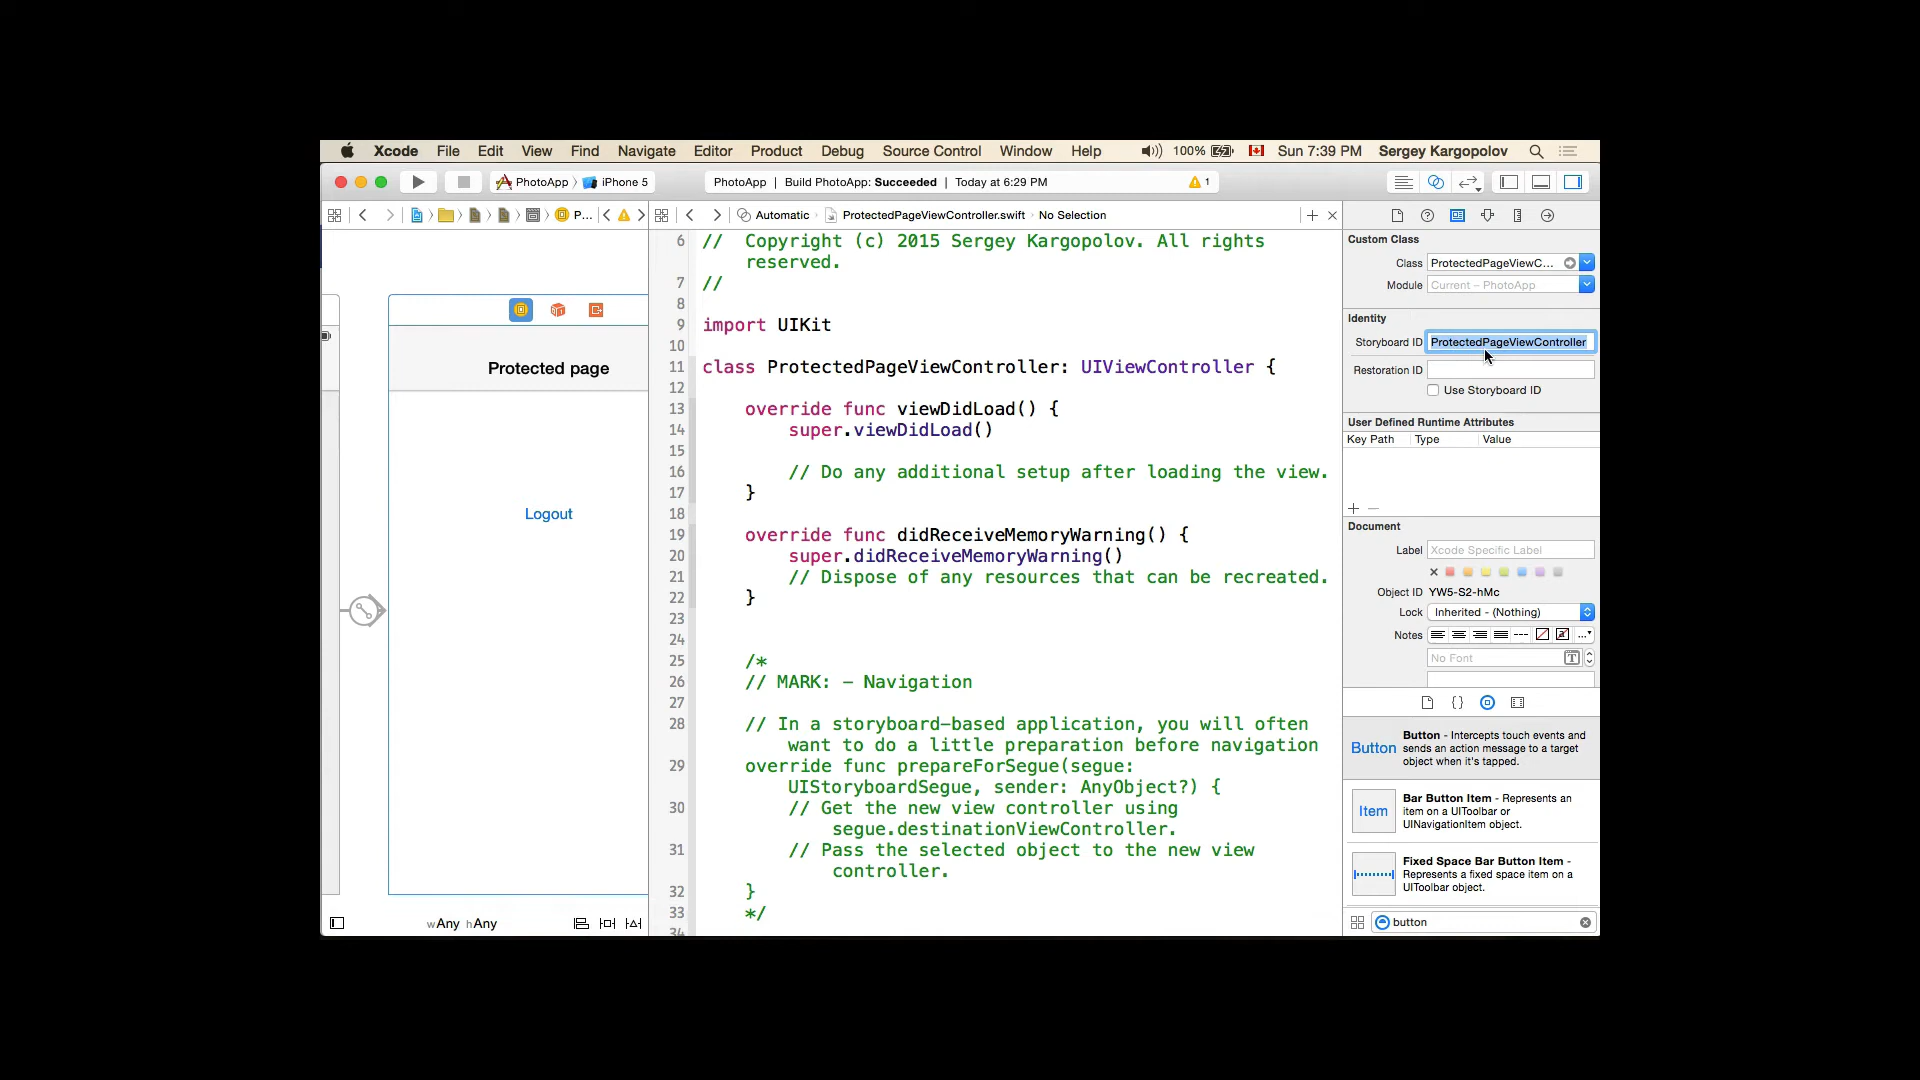 Xcode File Edit View Find Navigate Editor Product Debug Source Control Window Help 100% Sun 7:39 PM Sergey Kargopolov
PhotoApp iPhone 5 PhotoApp | Build PhotoApp: Succeeded | Today at 6:29 PM 1
P... Automatic ProtectedPageViewController.swift No Selection
Protected page
Logout
wAny hAny
6 // Copyright (c) 2015 Sergey Kargopolov. All rights
reserved.
7 //
8
9 import UIKit
10
11 class ProtectedPageViewController: UIViewController {
12
13 override func viewDidLoad() {
14 super.viewDidLoad()
15
16 // Do any additional setup after loading the view.
17 }
18
19 override func didReceiveMemoryWarning() {
20 super.didReceiveMemoryWarning()
21 // Dispose of any resources that can be recreated.
22 }
23
24
25 /*
26 // MARK: - Navigation
27
28 // In a storyboard-based application, you will often
want to do a little preparation before navigation
29 override func prepareForSegue(segue:
UIStoryboardSegue, sender: AnyObject?) {
30 // Get the new view controller using
segue.destinationViewController.
31 // Pass the selected object to the new view
controller.
32 }
33 */
34
Custom Class
Class ProtectedPageViewC...
Module Current – PhotoApp
Identity
Storyboard ID ProtectedPageViewController
Restoration ID
Use Storyboard ID
User Defined Runtime Attributes
Key Path Type Value
Document
Label Xcode Specific Label
Object ID YW5-S2-hMc
Lock Inherited - (Nothing)
Notes
No Font
Button Button - Intercepts touch events and
sends an action message to a target
object when it's tapped.
Item Bar Button Item - Represents an
item on a UIToolbar or
UINavigationItem object.
Fixed Space Bar Button Item -
Represents a fixed space item on a
UIToolbar object.
button